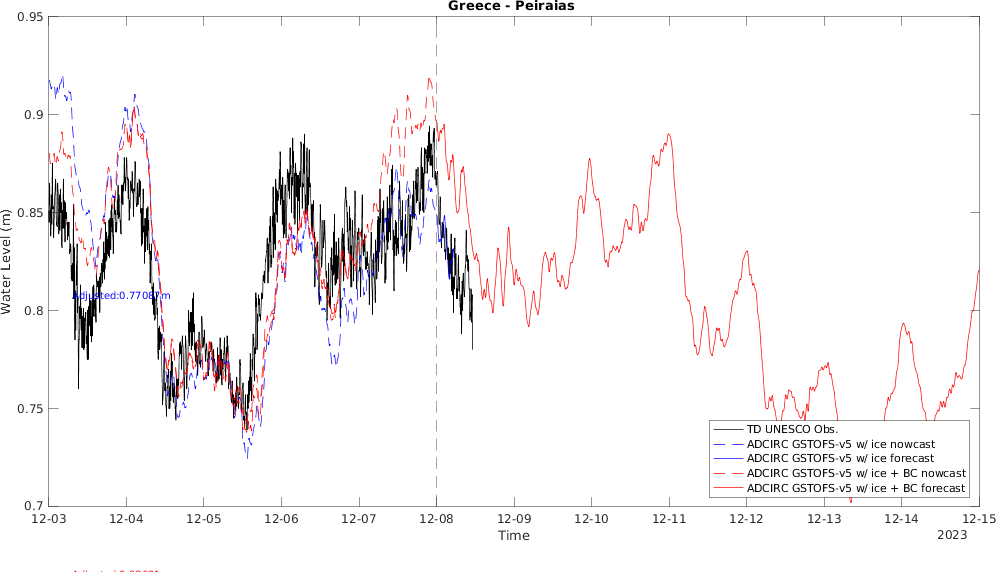 Greece - Peiraias
0.95
0.9
0.85
0.8
0.75
0.7
Water Level (m)
Adjusted:0.77087m
TD UNESCO Obs.
ADCIRC GSTOFS-v5 w/ ice nowcast
ADCIRC GSTOFS-v5 w/ ice forecast
ADCIRC GSTOFS-v5 w/ ice + BC nowcast
ADCIRC GSTOFS-v5 w/ ice + BC forecast
12-03 12-04 12-05 12-06 12-07 12-08 12-09 12-10 12-11 12-12 12-13 12-14 12-15
Time
2023